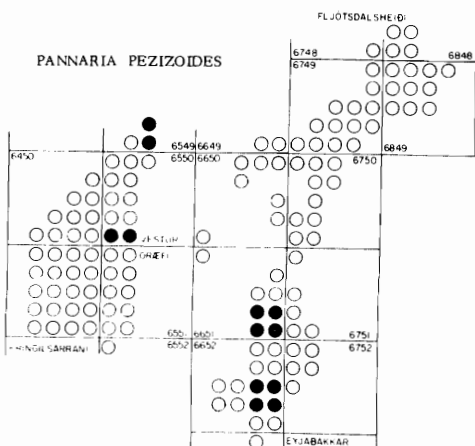 FLJÓTSDALSHEIÐI
PANNARIA PEZIZOIDES
6748
6749
6848
6549
6649
6450
6550
6650
6750
6849
VESTUR
ÖRÆFI
6551
6651
6751
KRINGILSÁRRANI
6552
6652
6752
EYJABAKKAR